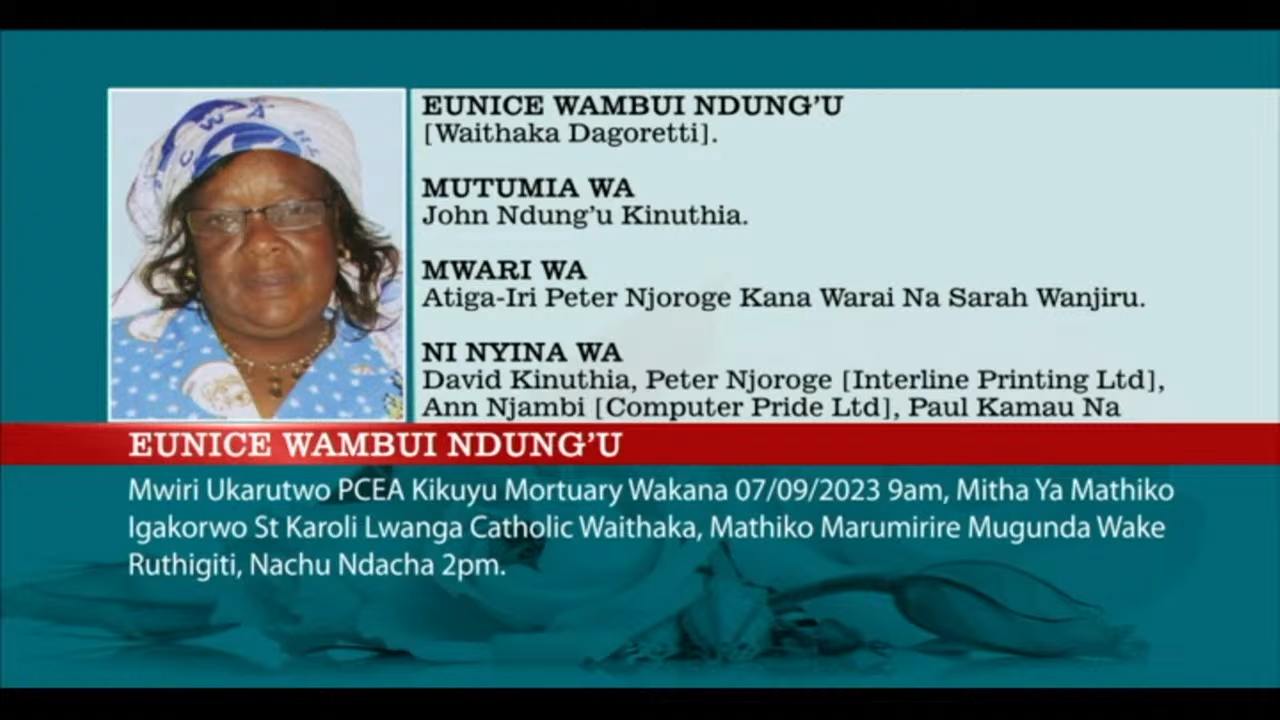 EUNICE WAMBUI NDUNG'U
[Waithaka Dagoretti].
MUTUMIA WA
John Ndung'u Kinuthia.
MWARI WA
Atiga-Iri Peter Njoroge Kana Warai Na Sarah Wanjiru.
NI NYINA WA
David Kinuthia, Peter Njoroge [Interline Printing Ltd],
Ann Njambi [Computer Pride Ltd], Paul Kamau Na
EUNICE WAMBUI NDUNG'U
Mwiri Ukarutwo PCEA Kikuyu Mortuary Wakana 07/09/2023 9am, Mitha Ya Mathiko
Igakorwo St Karoli Lwanga Catholic Waithaka, Mathiko Marumirire Mugunda Wake
Ruthigiti, Nachu Ndacha 2pm.